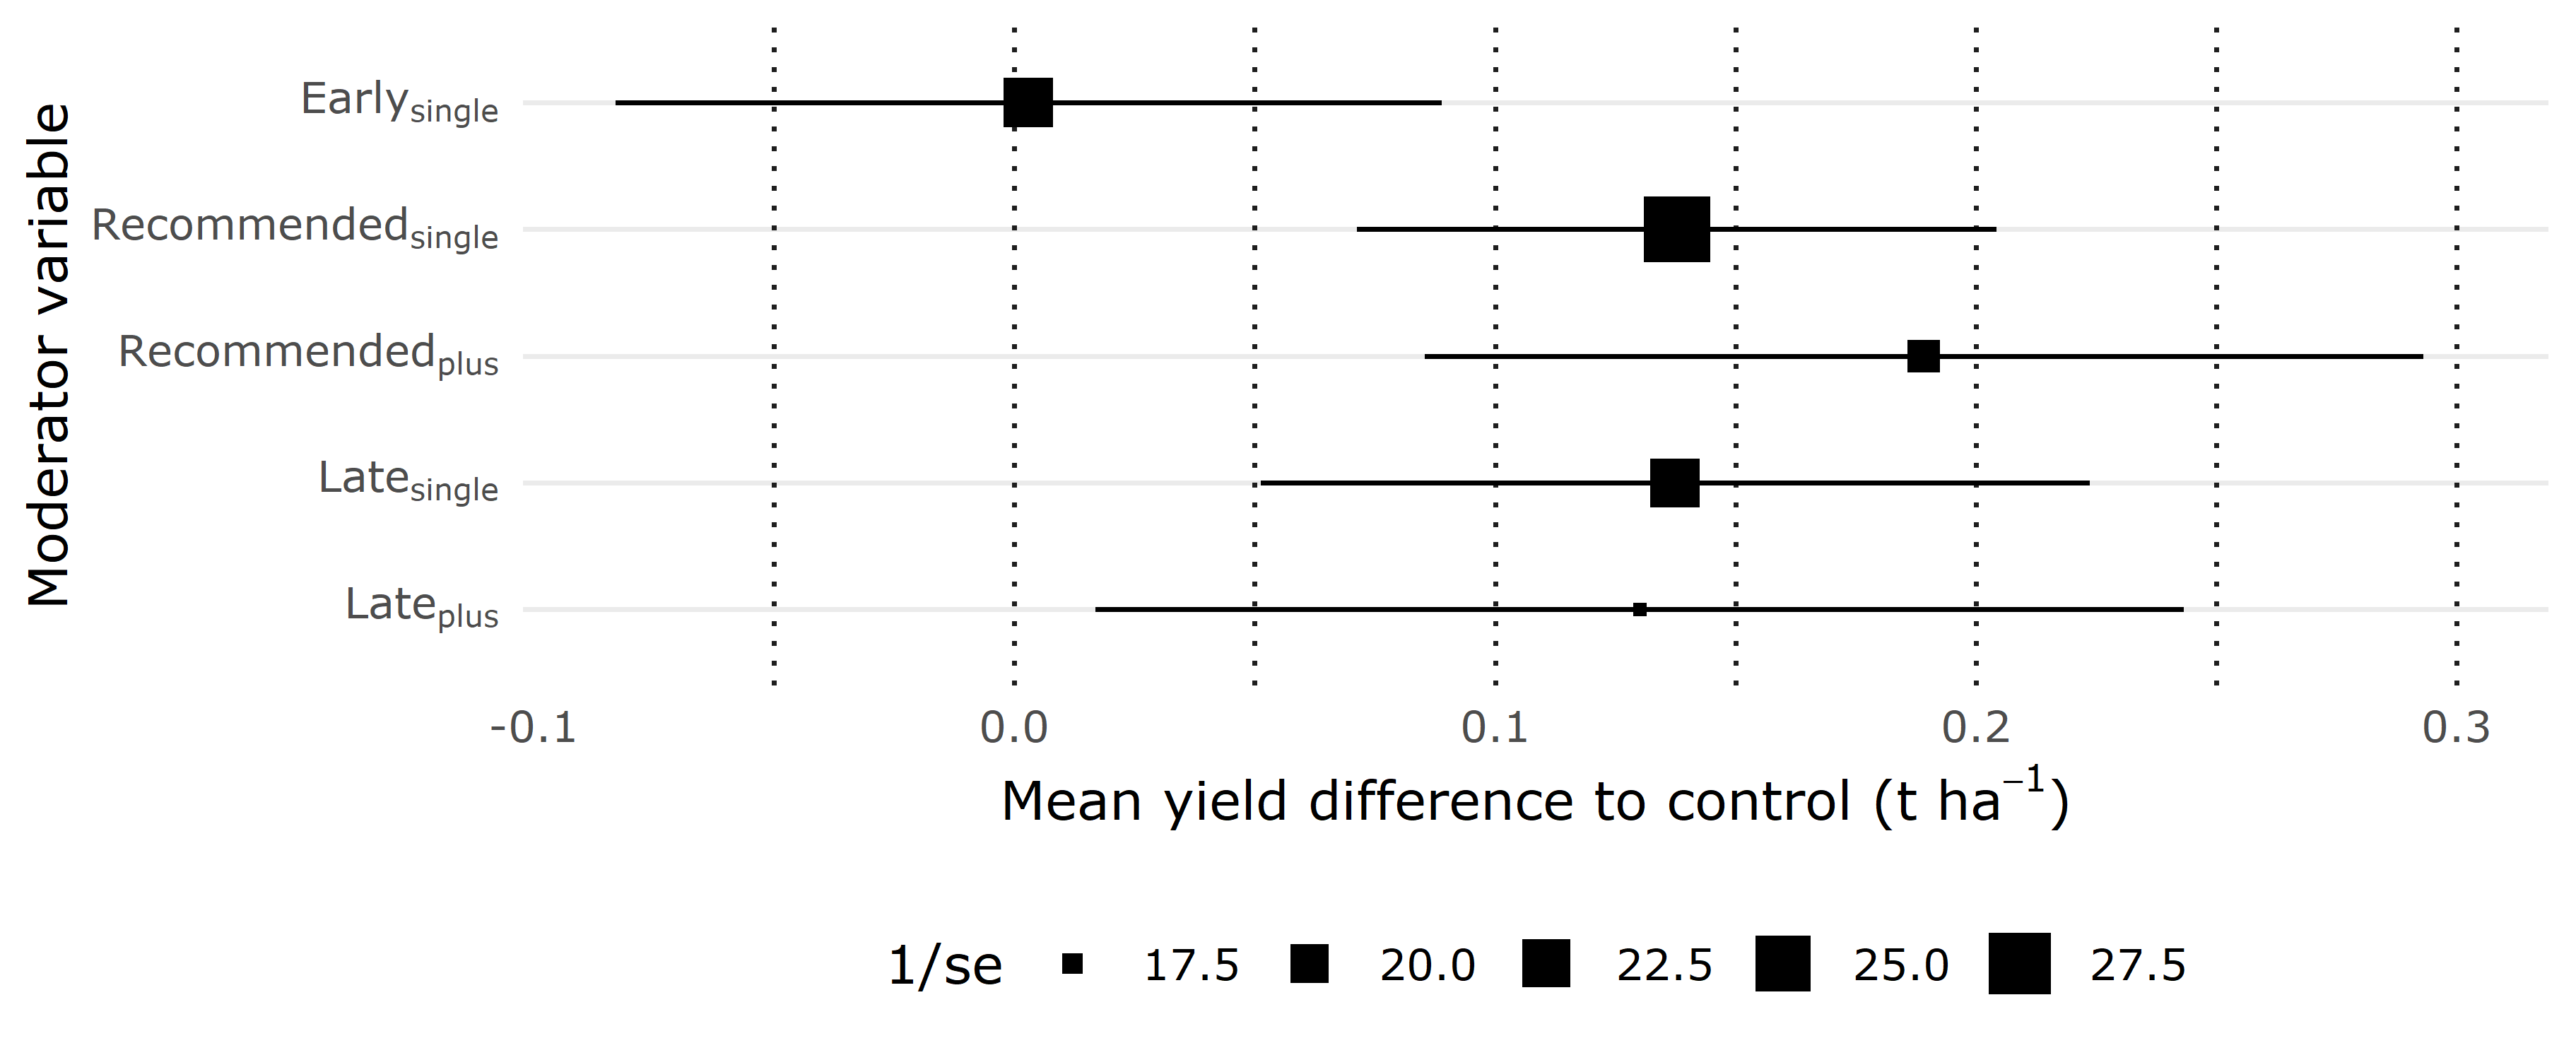 Moderator variable
Early single
Recommended single
Recommended plus
Late single
Late plus
-0.1 0.0 0.1 0.2 0.3
Mean yield difference to control (t ha⁻¹)
1/se 17.5 20.0 22.5 25.0 27.5